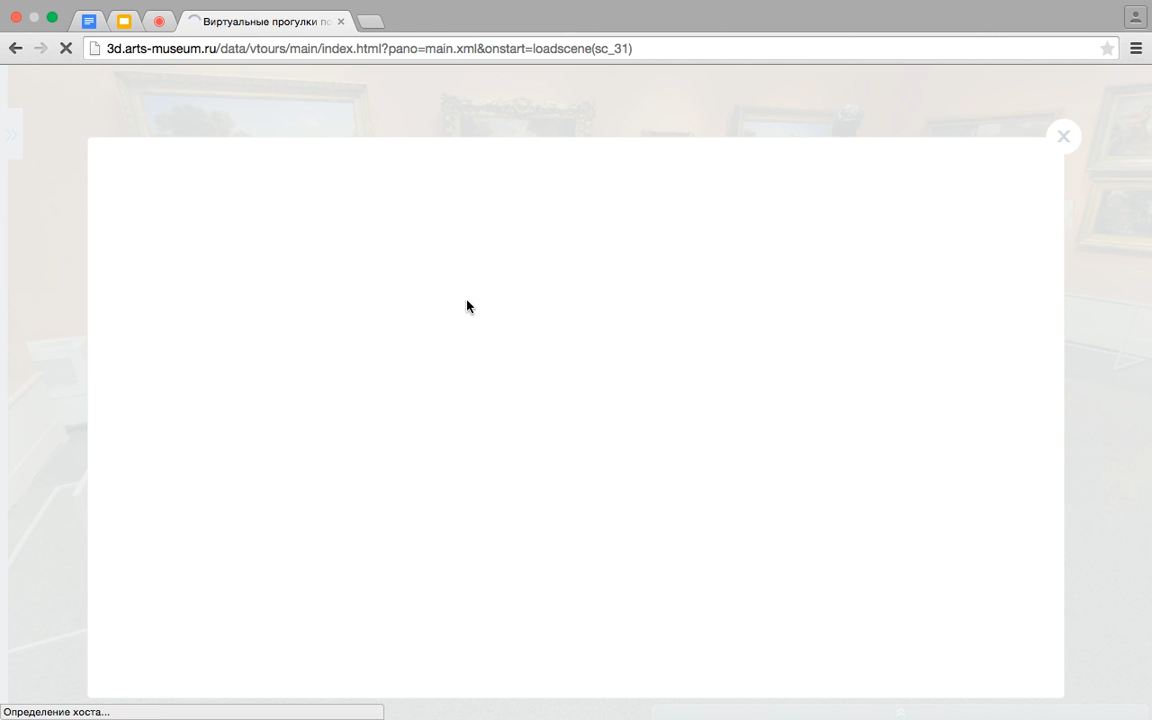 Виртуальные прогулки по
3d.arts-museum.ru/data/vtours/main/index.html?pano=main.xml&onstart=loadscene(sc_31)
Определение хоста...